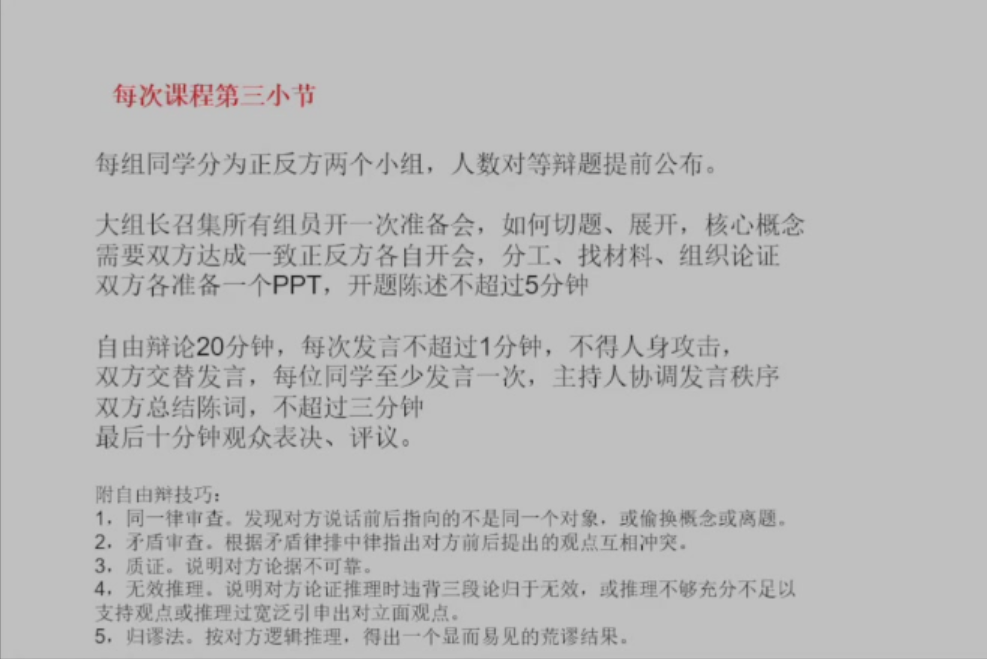 每次课程第三小节
每组同学分为正反方两个小组，人数对等辩题提前公布。
大组长召集所有组员开一次准备会，如何切题、展开，核心概念
需要双方达成一致正反方各自开会，分工、找材料、组织论证
双方各准备一个PPT，开题陈述不超过5分钟
自由辩论20分钟，每次发言不超过1分钟，不得人身攻击，
双方交替发言，每位同学至少发言一次，主持人协调发言秩序
双方总结陈词，不超过三分钟
最后十分钟观众表决、评议。
附自由辩技巧：
1，同一律审查。发现对方说话前后指向的不是同一个对象，或偷换概念或离题。
2，矛盾审查。根据矛盾律排中律指出对方前后提出的观点互相冲突。
3，质证。说明对方论据不可靠。
4，无效推理。说明对方论证推理时违背三段论归于无效，或推理不够充分不足以
支持观点或推理过宽泛引申出对立面观点。
5，归谬法。按对方逻辑推理，得出一个显而易见的荒谬结果。